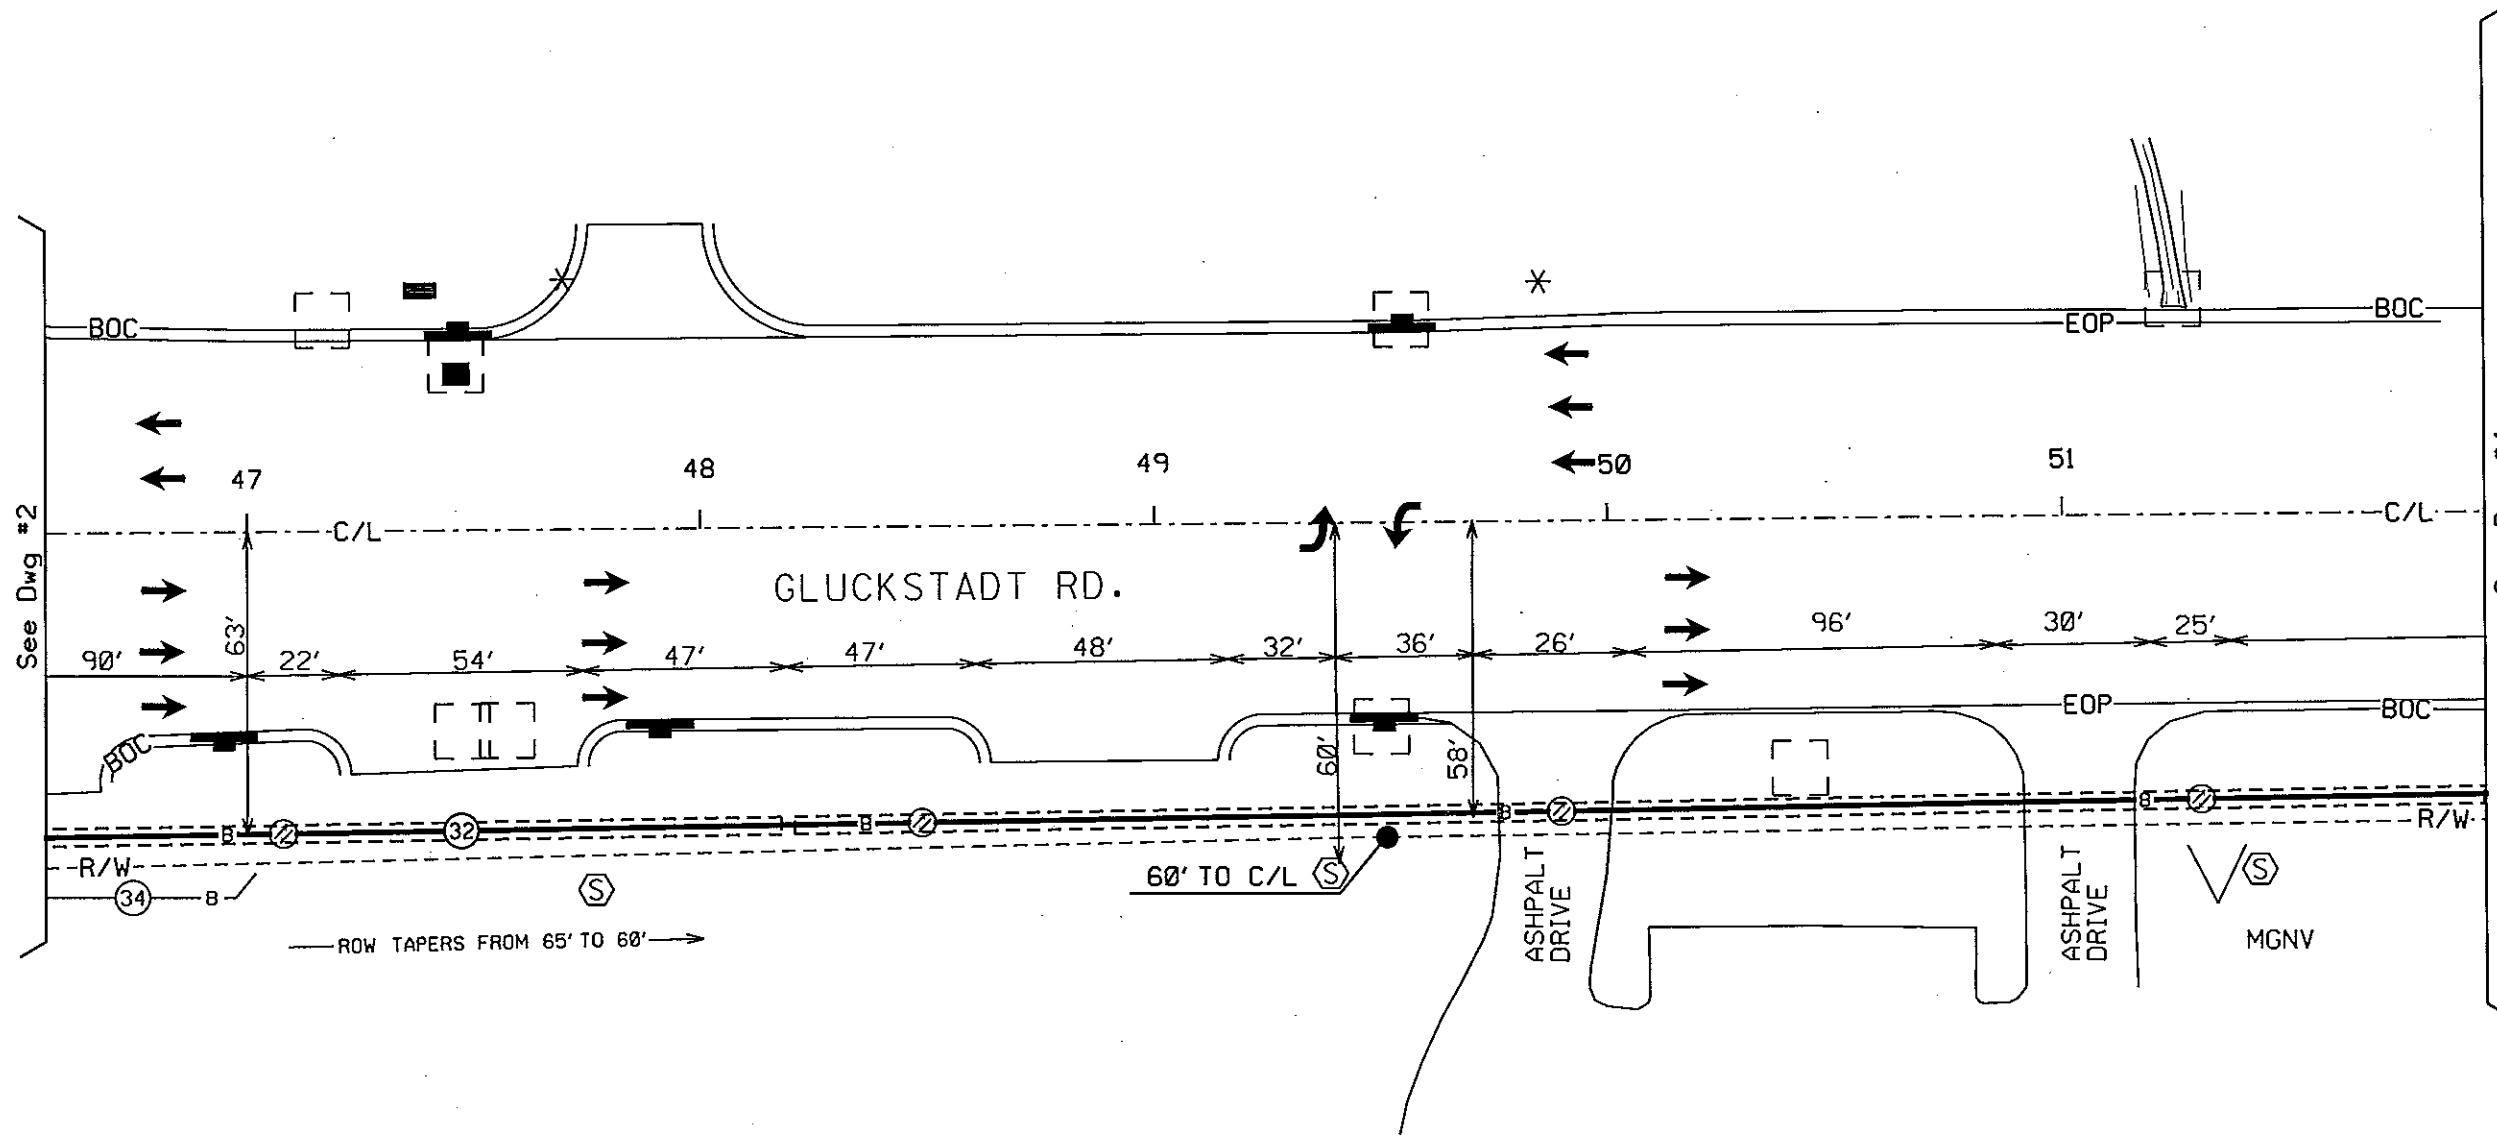 BOC
EOP
BOC
47
48
49
50
51
See Dwg #2
C/L
C/L
GLUCKSTADT RD.
90'
63'
22'
54'
47'
47'
48'
32'
36'
26'
96'
30'
25'
BOC
60'
58'
EOP
BOC
B
32
B
B
B
R/W
R/W
34
B
S
60' TO C/L
S
S
ASHPALT
DRIVE
ASHPALT
DRIVE
ROW TAPERS FROM 65' TO 60'
MGNV